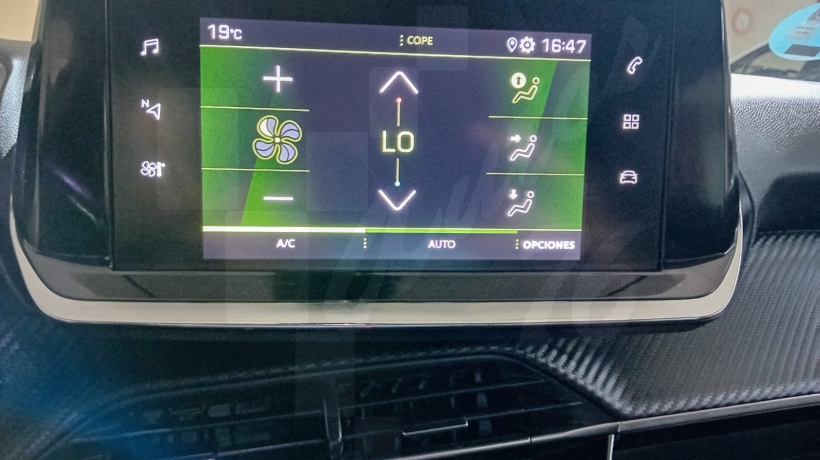 19°C
COPE
16:47
N
LO
A/C
AUTO
OPCIONES